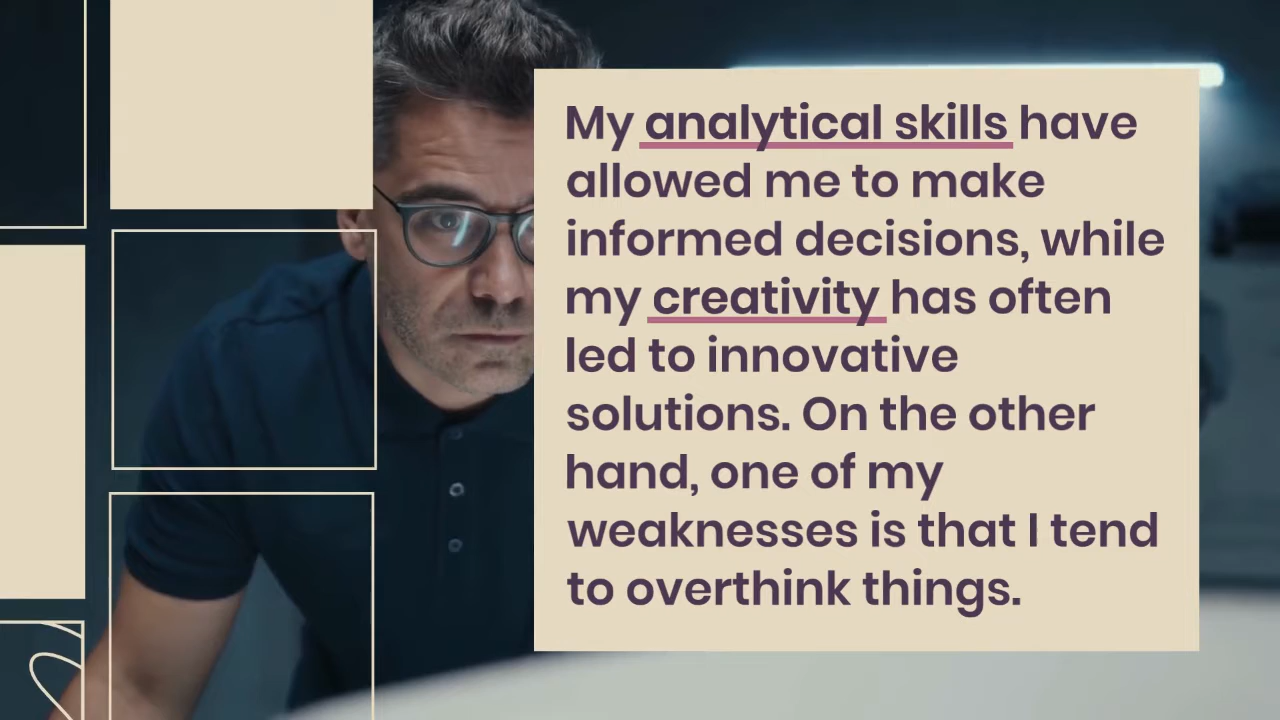 My analytical skills have
allowed me to make
informed decisions, while
my creativity has often
led to innovative
solutions. On the other
hand, one of my
weaknesses is that I tend
to overthink things.